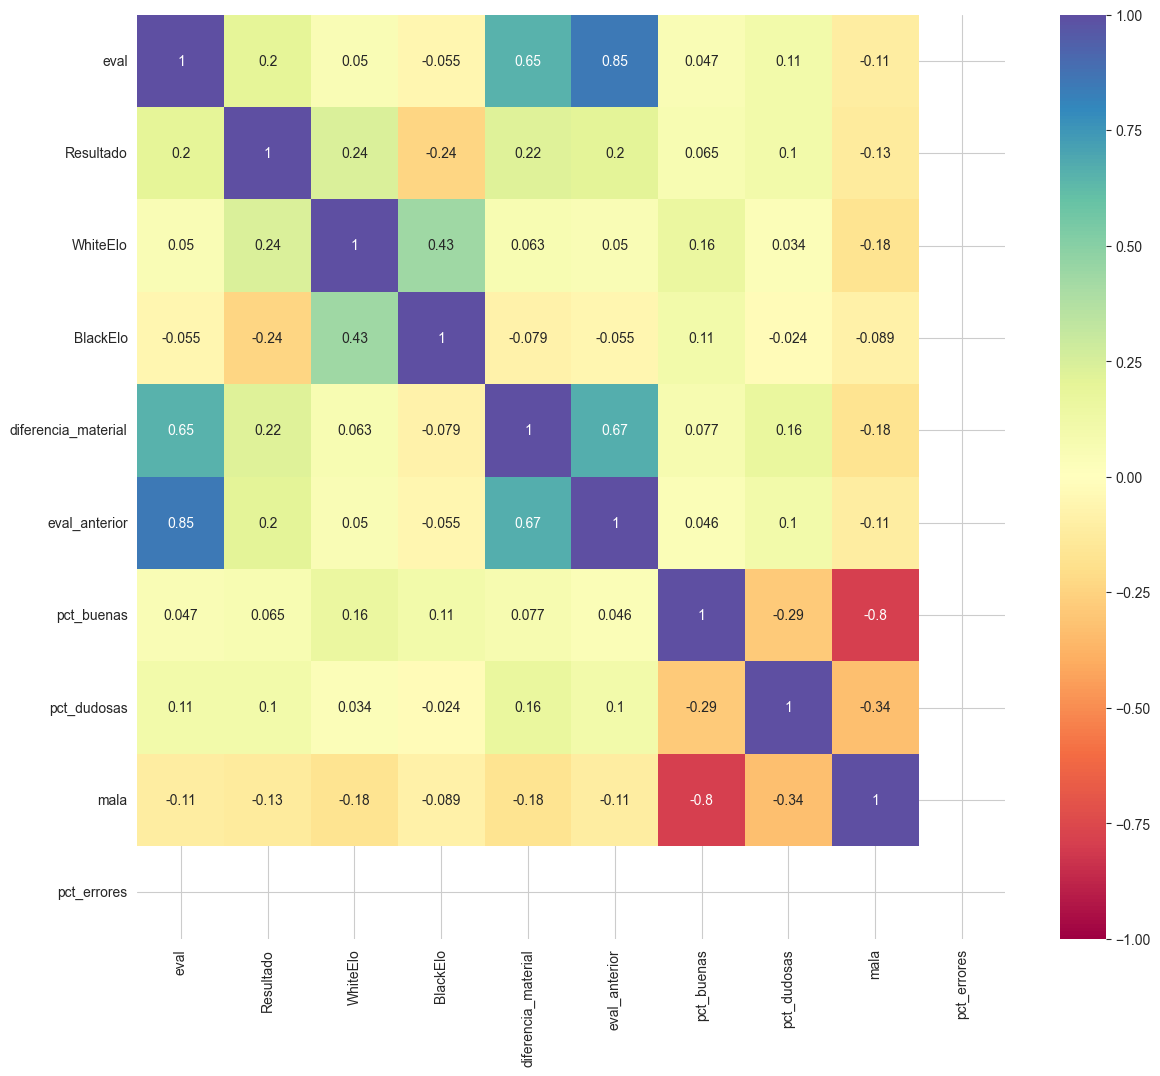 eval 1 0.2 0.05 -0.055 0.65 0.85 0.047 0.11 -0.11
Resultado 0.2 1 0.24 -0.24 0.22 0.2 0.065 0.1 -0.13
WhiteElo 0.05 0.24 1 0.43 0.063 0.05 0.16 0.034 -0.18
BlackElo -0.055 -0.24 0.43 1 -0.079 -0.055 0.11 -0.024 -0.089
diferencia_material 0.65 0.22 0.063 -0.079 1 0.67 0.077 0.16 -0.18
eval_anterior 0.85 0.2 0.05 -0.055 0.67 1 0.046 0.1 -0.11
pct_buenas 0.047 0.065 0.16 0.11 0.077 0.046 1 -0.29 -0.8
pct_dudosas 0.11 0.1 0.034 -0.024 0.16 0.1 -0.29 1 -0.34
mala -0.11 -0.13 -0.18 -0.089 -0.18 -0.11 -0.8 -0.34 1
pct_errores
eval
Resultado
WhiteElo
BlackElo
diferencia_material
eval_anterior
pct_buenas
pct_dudosas
mala
pct_errores
1.00
0.75
0.50
0.25
0.00
−0.25
−0.50
−0.75
−1.00